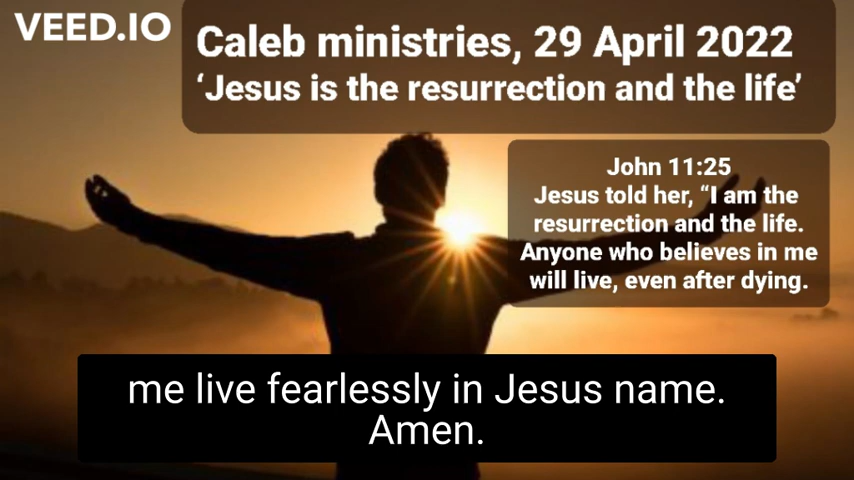 VEED.IO
Caleb ministries, 29 April 2022
‘Jesus is the resurrection and the life’
John 11:25
Jesus told her, “I am the
resurrection and the life.
Anyone who believes in me
will live, even after dying.
me live fearlessly in Jesus name.
Amen.